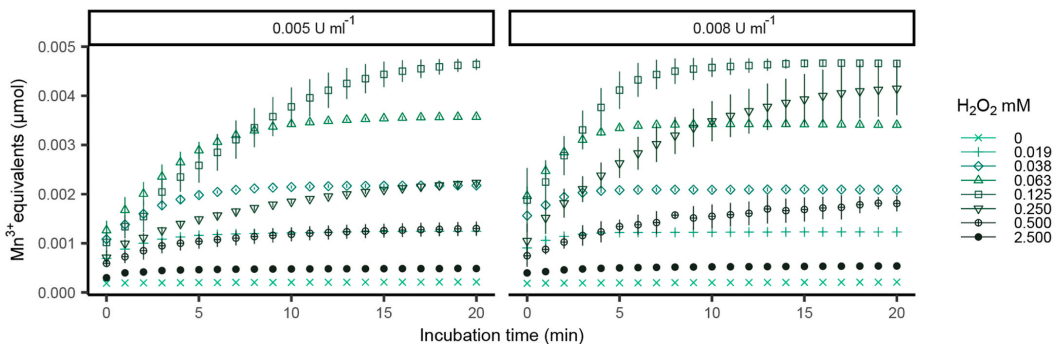 0.005 U ml⁻¹
0.008 U ml⁻¹
Mn³⁺ equivalents (μmol)
0.005
0.004
0.003
0.002
0.001
0.000
0 5 10 15 20
0 5 10 15 20
Incubation time (min)
H₂O₂ mM
0
0.019
0.038
0.063
0.125
0.250
0.500
2.500